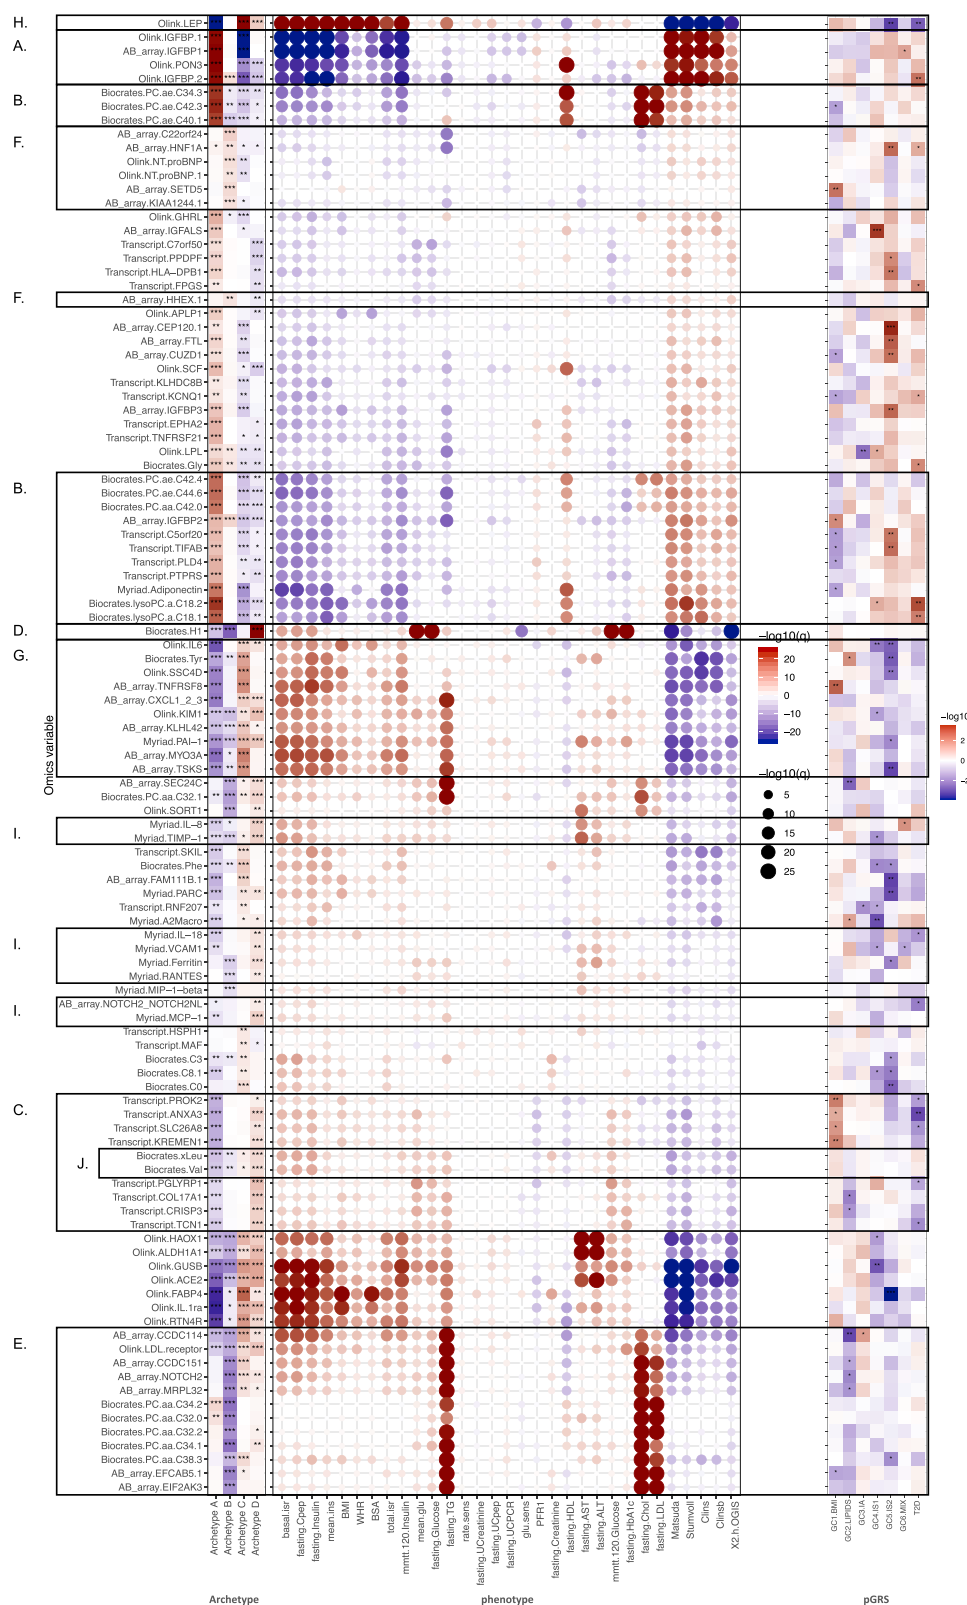 H.
Olink.LEP
A.
Olink.IGFBP.1
AB_array.IGFBP1
Olink.PON3
Olink.IGFBP.2
B.
Biocrates.PC.ae.C34.3
Biocrates.PC.ae.C42.3
Biocrates.PC.ae.C40.1
F.
AB_array.C22orf24
AB_array.HNF1A
Olink.NT.proBNP
Olink.NT.proBNP.1
AB_array.SETD5
AB_array.KIAA1244.1
Olink.GHRL
AB_array.IGFALS
Transcript.C7orf50
Transcript.PPDPF
Transcript.HLA−DPB1
Transcript.FPGS
F.
AB_array.HHEX.1
Olink.APLP1
AB_array.CEP120.1
AB_array.FTL
AB_array.CUZD1
Olink.SCF
Transcript.KLHDC8B
Transcript.KCNQ1
AB_array.IGFBP3
Transcript.EPHA2
Transcript.TNFRSF21
Olink.LPL
Biocrates.Gly
B.
Biocrates.PC.ae.C42.4
Biocrates.PC.ae.C44.6
Biocrates.PC.aa.C42.0
AB_array.IGFBP2
Transcript.C5orf20
Transcript.TIFAB
Transcript.PLD4
Transcript.PTPRS
Myriad.Adiponectin
Biocrates.lysoPC.a.C18.2
Biocrates.lysoPC.a.C18.1
D.
Biocrates.H1
G.
Olink.IL6
Biocrates.Tyr
Olink.SSC4D
AB_array.TNFRSF8
AB_array.CXCL1_2_3
Olink.KIM1
AB_array.KLHL42
Myriad.PAI−1
AB_array.MYO3A
AB_array.TSKS
AB_array.SEC24C
Biocrates.PC.aa.C32.1
Olink.SORT1
I.
Myriad.IL−8
Myriad.TIMP−1
Transcript.SKIL
Biocrates.Phe
AB_array.FAM111B.1
Myriad.PARC
Transcript.RNF207
Myriad.A2Macro
I.
Myriad.IL−18
Myriad.VCAM1
Myriad.Ferritin
Myriad.RANTES
Myriad.MIP−1−beta
I.
AB_array.NOTCH2_NOTCH2NL
Myriad.MCP−1
Transcript.HSPH1
Transcript.MAF
Biocrates.C3
Biocrates.C8.1
Biocrates.C0
C.
Transcript.PROK2
Transcript.ANXA3
Transcript.SLC26A8
Transcript.KREMEN1
J.
Biocrates.xLeu
Biocrates.Val
Transcript.PGLYRP1
Transcript.COL17A1
Transcript.CRISP3
Transcript.TCN1
Olink.HAOX1
Olink.ALDH1A1
Olink.GUSB
Olink.ACE2
Olink.FABP4
Olink.IL.1ra
Olink.RTN4R
E.
AB_array.CCDC114
Olink.LDL.receptor
AB_array.CCDC151
AB_array.NOTCH2
AB_array.MRPL32
Biocrates.PC.aa.C34.2
Biocrates.PC.aa.C32.0
Biocrates.PC.aa.C32.2
Biocrates.PC.aa.C34.1
Biocrates.PC.aa.C38.3
AB_array.EFCAB5.1
AB_array.EIF2AK3
Omics variable
−log10(q)
20
10
0
−10
−20
−log10(q)
5
10
15
20
25
−log10
2
0
Archetype A
Archetype B
Archetype C
Archetype D
basal.isr
fasting.Cpep
fasting.Insulin
mean.ins
BMI
WHR
BSA
total.isr
mmtt.120.Insulin
mean.glu
fasting.Glucose
fasting.TG
rate.sens
fasting.UCreatinine
fasting.UCpep
fasting.UCPCR
glu.sens
PFR1
fasting.Creatinine
fasting.HDL
fasting.AST
fasting.ALT
mmtt.120.Glucose
fasting.HbA1c
fasting.Chol
fasting.LDL
Matsuda
Stumvoll
Clins
Clinsb
X2.h.OGIS
GC1.BMI
GC2.LIPIDS
GC3.IA
GC4.IS1
GC5.IS2
GC6.MIX
T2D
Archetype
phenotype
pGRS